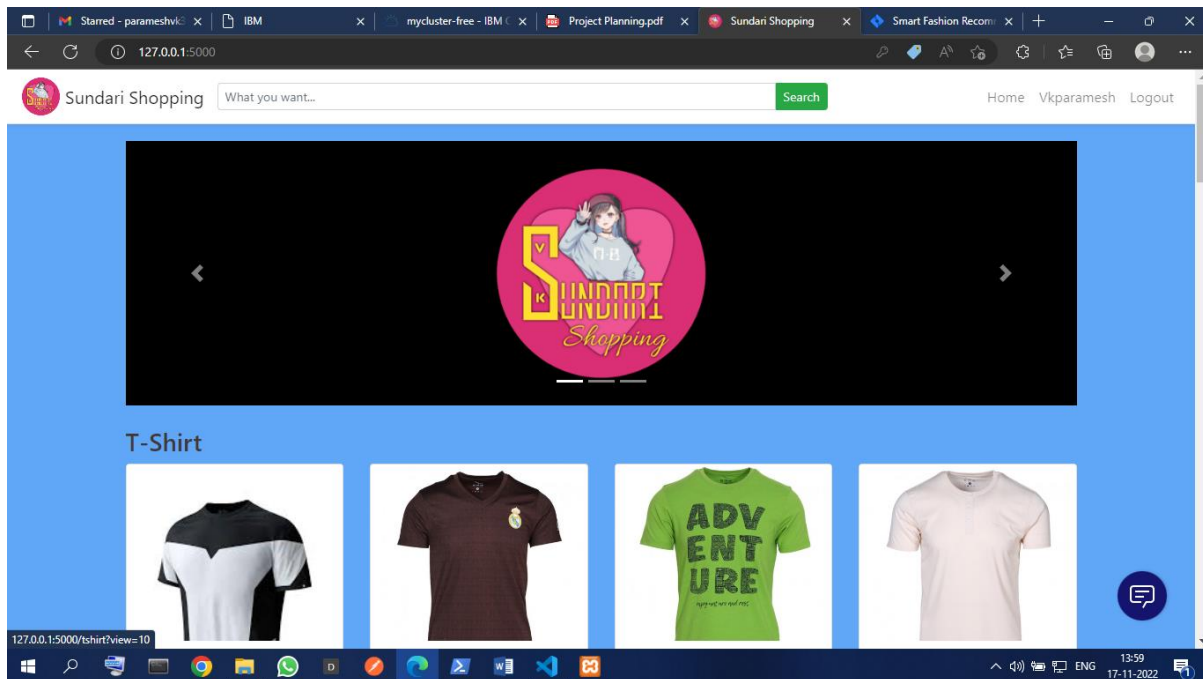 Starred - parameshvk3
IBM
mycluster-free - IBM C
Project Planning.pdf
Sundari Shopping
Smart Fashion Recom
127.0.0.1:5000
Sundari Shopping
What you want...
Search
Home Vkparamesh Logout
V
SUNDARI
K
Shopping
T-Shirt
ADV
ENT
URE
127.0.0.1:5000/tshirt?view=10
ENG
13:59
17-11-2022